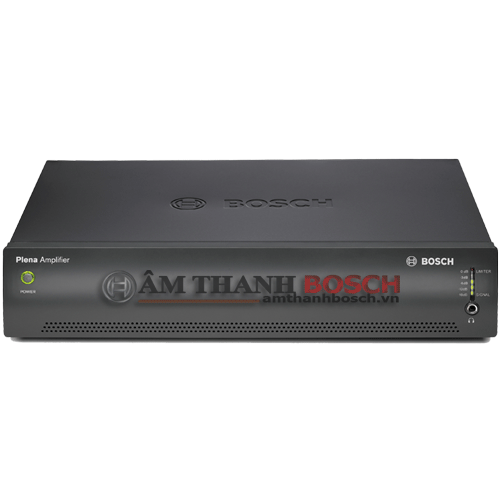 BOSCH
Plena Amplifier
BOSCH
POWER
ÂM THANH BOSCH
amthanhbosch.vn
LIMITER